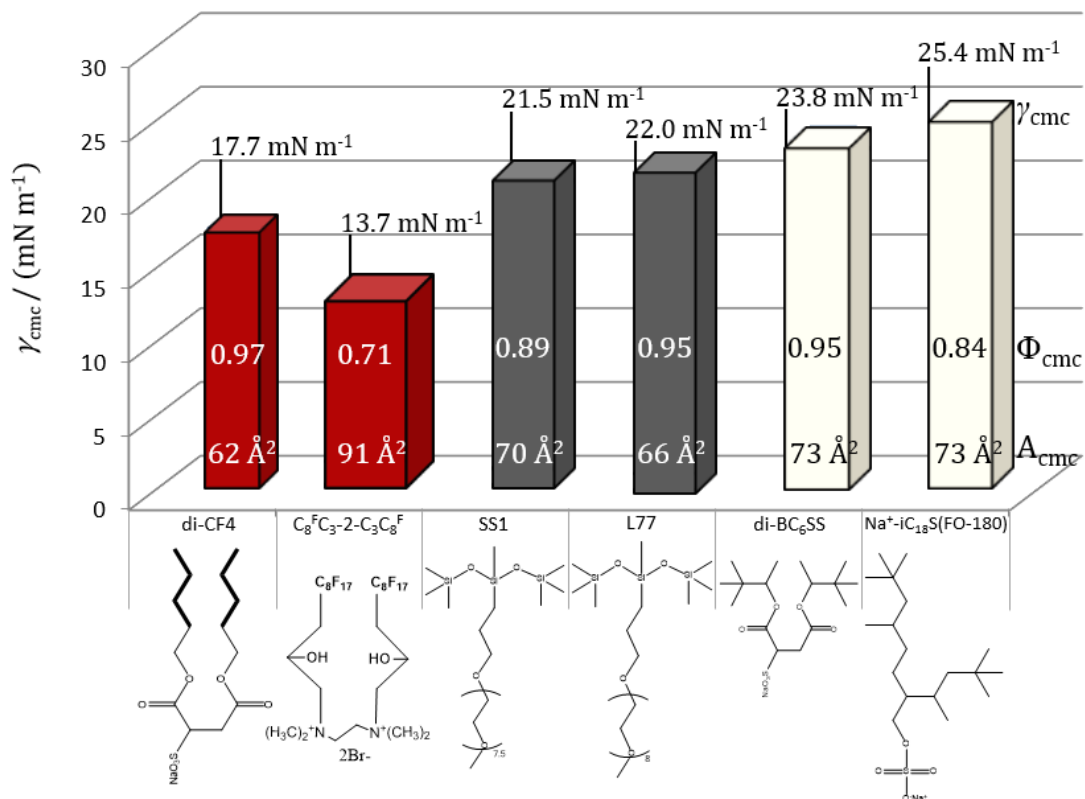 25.4 mN m⁻¹
30
γcmc
21.5 mN m⁻¹
23.8 mN m⁻¹
25
22.0 mN m⁻¹
17.7 mN m⁻¹
20
13.7 mN m⁻¹
γcmc / (mN m⁻¹)
15
10
0.97 0.71 0.89 0.95 0.95 0.84 Φcmc
5
62 Å² 91 Å² 70 Å² 66 Å² 73 Å² 73 Å² Acmc
0
di-CF4 C₈ᶠC₃-2-C₃C₈ᶠ SS1 L77 di-BC₆SS Na⁺-iC₁₈S(FO-180)
O O
O O
NaO₃S
C₈F₁₇ C₈F₁₇
OH HO
(H₃C)₂⁺N N⁺(CH₃)₂
2Br-
Si O Si O Si
O
O
7.5
Si O Si O Si
O
O
8
O O
O O
NaO₃S
O
O S O
O⁻Na⁺